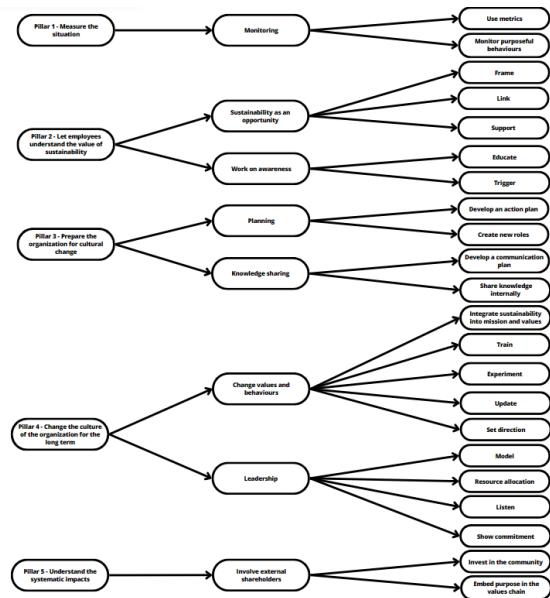 Pillar 1 - Measure the
situation
Monitoring
Use metrics
Monitor purposeful
behaviours
Pillar 2 - Let employees
understand the value of
sustainability
Sustainability as an
opportunity
Frame
Link
Support
Work on awareness
Educate
Trigger
Pillar 3 - Prepare the
organization for cultural
change
Planning
Develop an action plan
Create new roles
Knowledge sharing
Develop a communication
plan
Share knowledge
internally
Pillar 4 - Change the culture
of the organization for the
long term
Change values and
behaviours
Integrate sustainability
into mission and values
Train
Experiment
Update
Set direction
Leadership
Model
Resource allocation
Listen
Show commitment
Pillar 5 - Understand the
systematic impacts
Involve external
shareholders
Invest in the community
Embed purpose in the
values chain